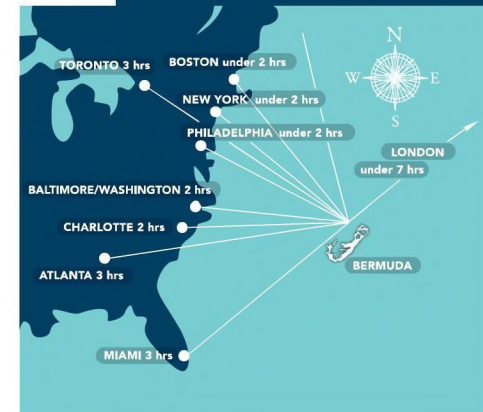 TORONTO 3 hrs
BOSTON under 2 hrs
N
W
E
S
NEW YORK under 2 hrs
PHILADELPHIA under 2 hrs
LONDON
under 7 hrs
BALTIMORE/WASHINGTON 2 hrs
CHARLOTTE 2 hrs
BERMUDA
ATLANTA 3 hrs
MIAMI 3 hrs